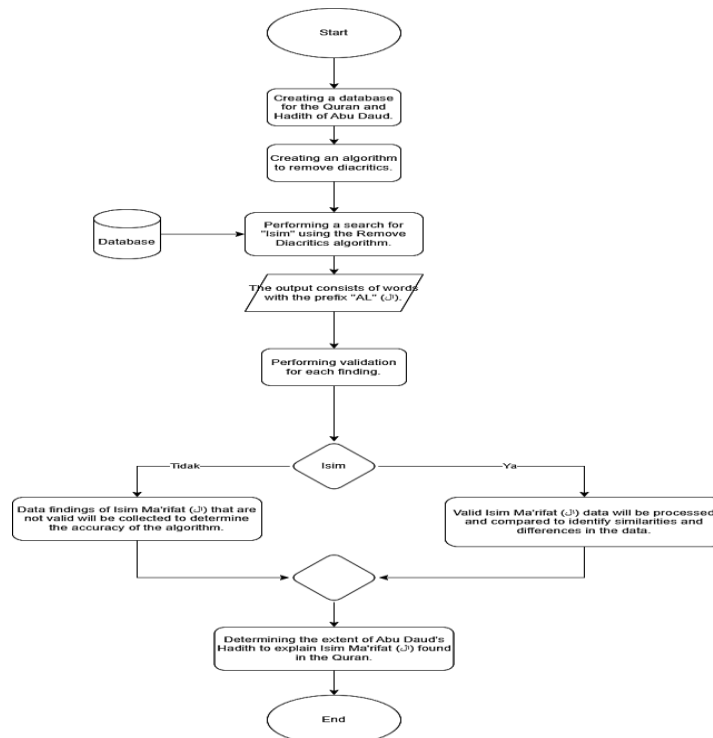 Start
Creating a database
for the Quran and
Hadith of Abu Daud.
Creating an algorithm
to remove diacritics.
Database
Performing a search for
"Isim" using the Remove
Diacritics algorithm.
The output consists of words
with the prefix "AL" (ال).
Performing validation
for each finding.
Isim
Tidak
Ya
Data findings of Isim Ma'rifat (ال) that are
not valid will be collected to determine
the accuracy of the algorithm.
Valid Isim Ma'rifat (ال) data will be processed
and compared to identify similarities and
differences in the data.
Determining the extent of Abu Daud's
Hadith to explain Isim Ma'rifat (ال) found
in the Quran.
End